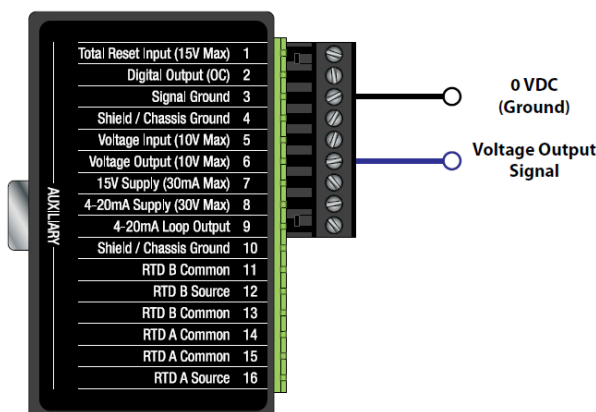 Total Reset Input (15V Max) 1
Digital Output (OC) 2
Signal Ground 3
Shield / Chassis Ground 4
Voltage Input (10V Max) 5
Voltage Output (10V Max) 6
15V Supply (30mA Max) 7
4-20mA Supply (30V Max) 8
4-20mA Loop Output 9
Shield / Chassis Ground 10
RTD B Common 11
RTD B Source 12
RTD B Common 13
RTD A Common 14
RTD A Common 15
RTD A Source 16
AUXILIARY
0 VDC
(Ground)
Voltage Output
Signal